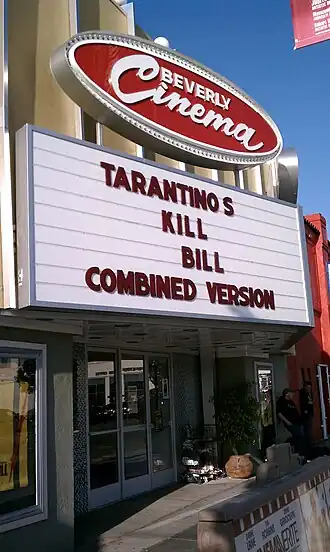 BEVERLY
Cinema
TARANTINO S
KILL
BILL
COMBINED VERSION